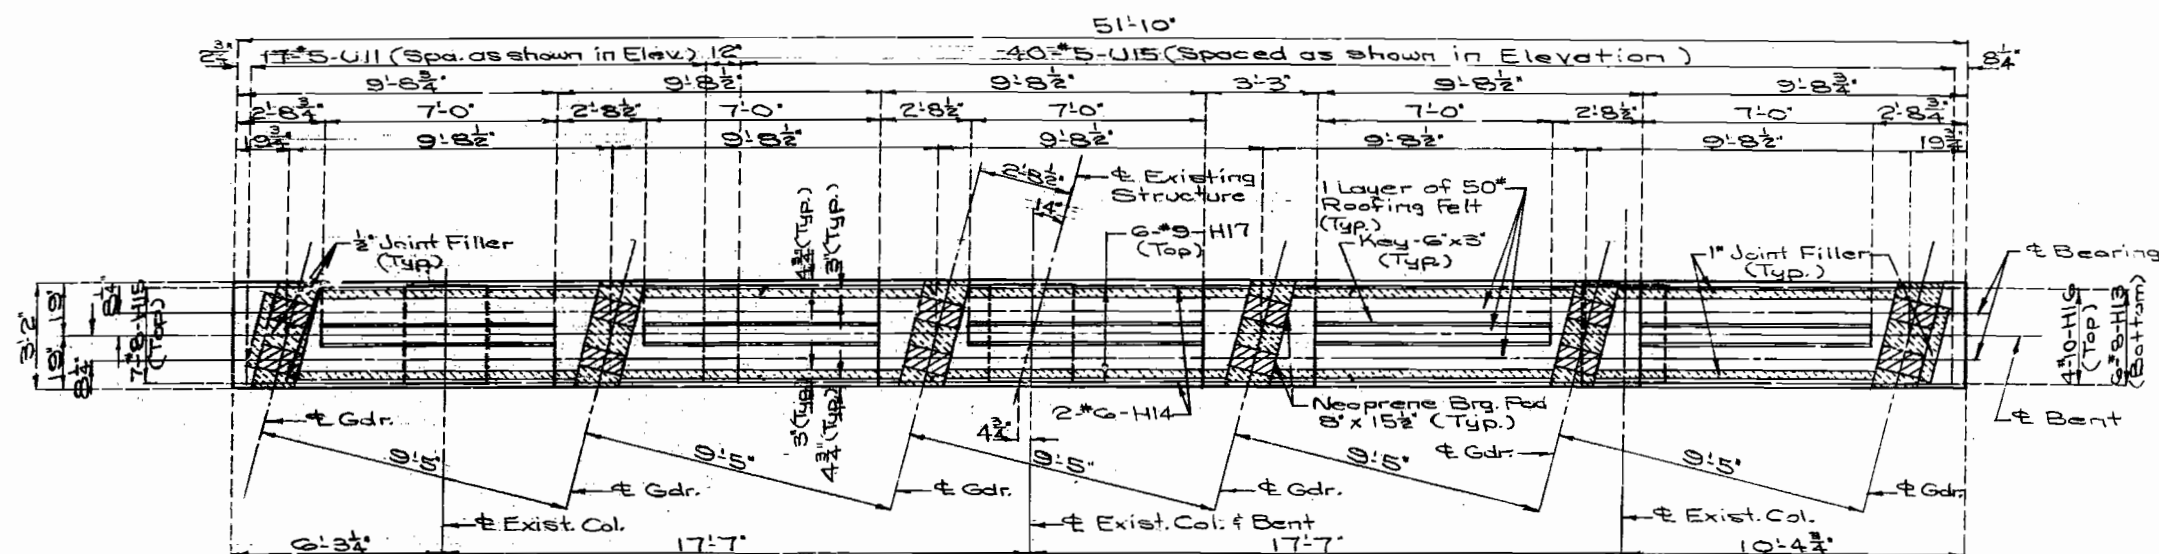 51'-10"
2¾" 17-#5-U11 (Spa. as shown in Elev.) 12" 40-#5-U15 (Spaced as shown in Elevation) 8¼"
9'-8¾" 9'-8½" 9'-8½" 3'-3" 9'-8½" 9'-8¾"
2'-8¾" 7'-0" 2'-8½" 7'-0" 2'-8½" 7'-0" 7'-0" 2'-8½" 7'-0" 2'-8¾"
19¾" 9'-8½" 9'-8½" 9'-8½" 9'-8½" 9'-8½" 19¾"
2'-8½"
14"
℄ Existing
Structure
1 Layer of 50#
Roofing Felt
(Typ.)
½" Joint Filler
(Typ.)
4¾" (Typ.)
3" (Typ.)
6-#9-H17
(Top)
Key-6"x3"
(Typ.)
1" Joint Filler
(Typ.)
℄ Bearing
3'-2"
19"
19"
8¼"
8¼"
7-#8-H15
(Top)
4-#10-H16
(Top)
6-#8-H13
(Bottom)
℄ Bent
℄ Gdr.
3" (Typ.)
4¾" (Typ.)
4¾"
2-#6-H14
Neoprene Brg. Pad
8" x 15½" (Typ.)
℄ Gdr.
9'-5" 9'-5" 9'-5" 9'-5" 9'-5"
℄ Gdr. ℄ Gdr. ℄ Gdr. ℄ Gdr.
℄ Exist. Col. ℄ Exist. Col. & Bent ℄ Exist. Col.
6'-3¼" 17'-7" 17'-7" 10'-4¾"